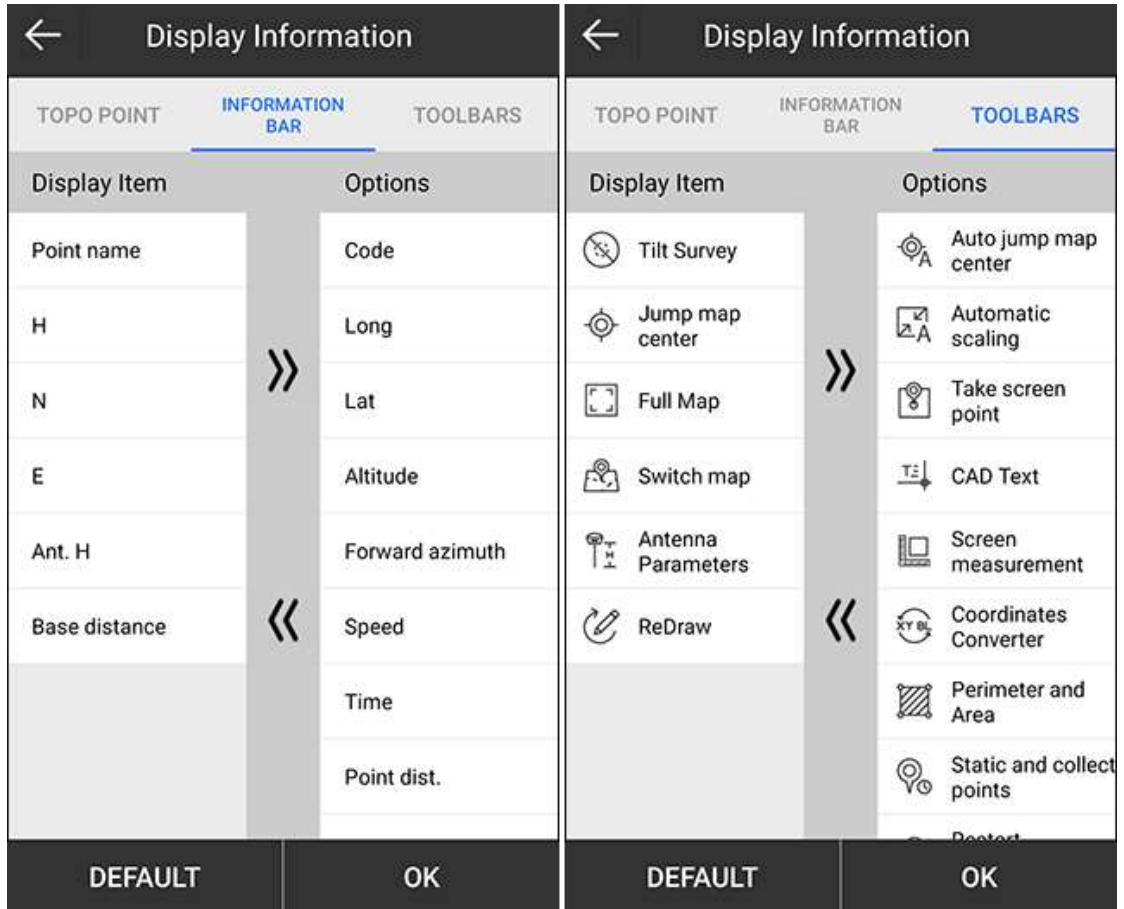 Display Information
TOPO POINT
INFORMATION
BAR
TOOLBARS
Display Item
Options
Point name
Code
H
Long
N
Lat
E
Altitude
Ant. H
Forward azimuth
Base distance
Speed
Time
Point dist.
DEFAULT
OK
Display Information
TOPO POINT
INFORMATION
BAR
TOOLBARS
Display Item
Options
Tilt Survey
A
Auto jump map
center
Jump map
center
A
Automatic
scaling
Full Map
Take screen
point
Switch map
TE
CAD Text
H
Antenna
Parameters
Screen
measurement
ReDraw
XY BL
Coordinates
Converter
Perimeter and
Area
Static and collect
points
DEFAULT
OK